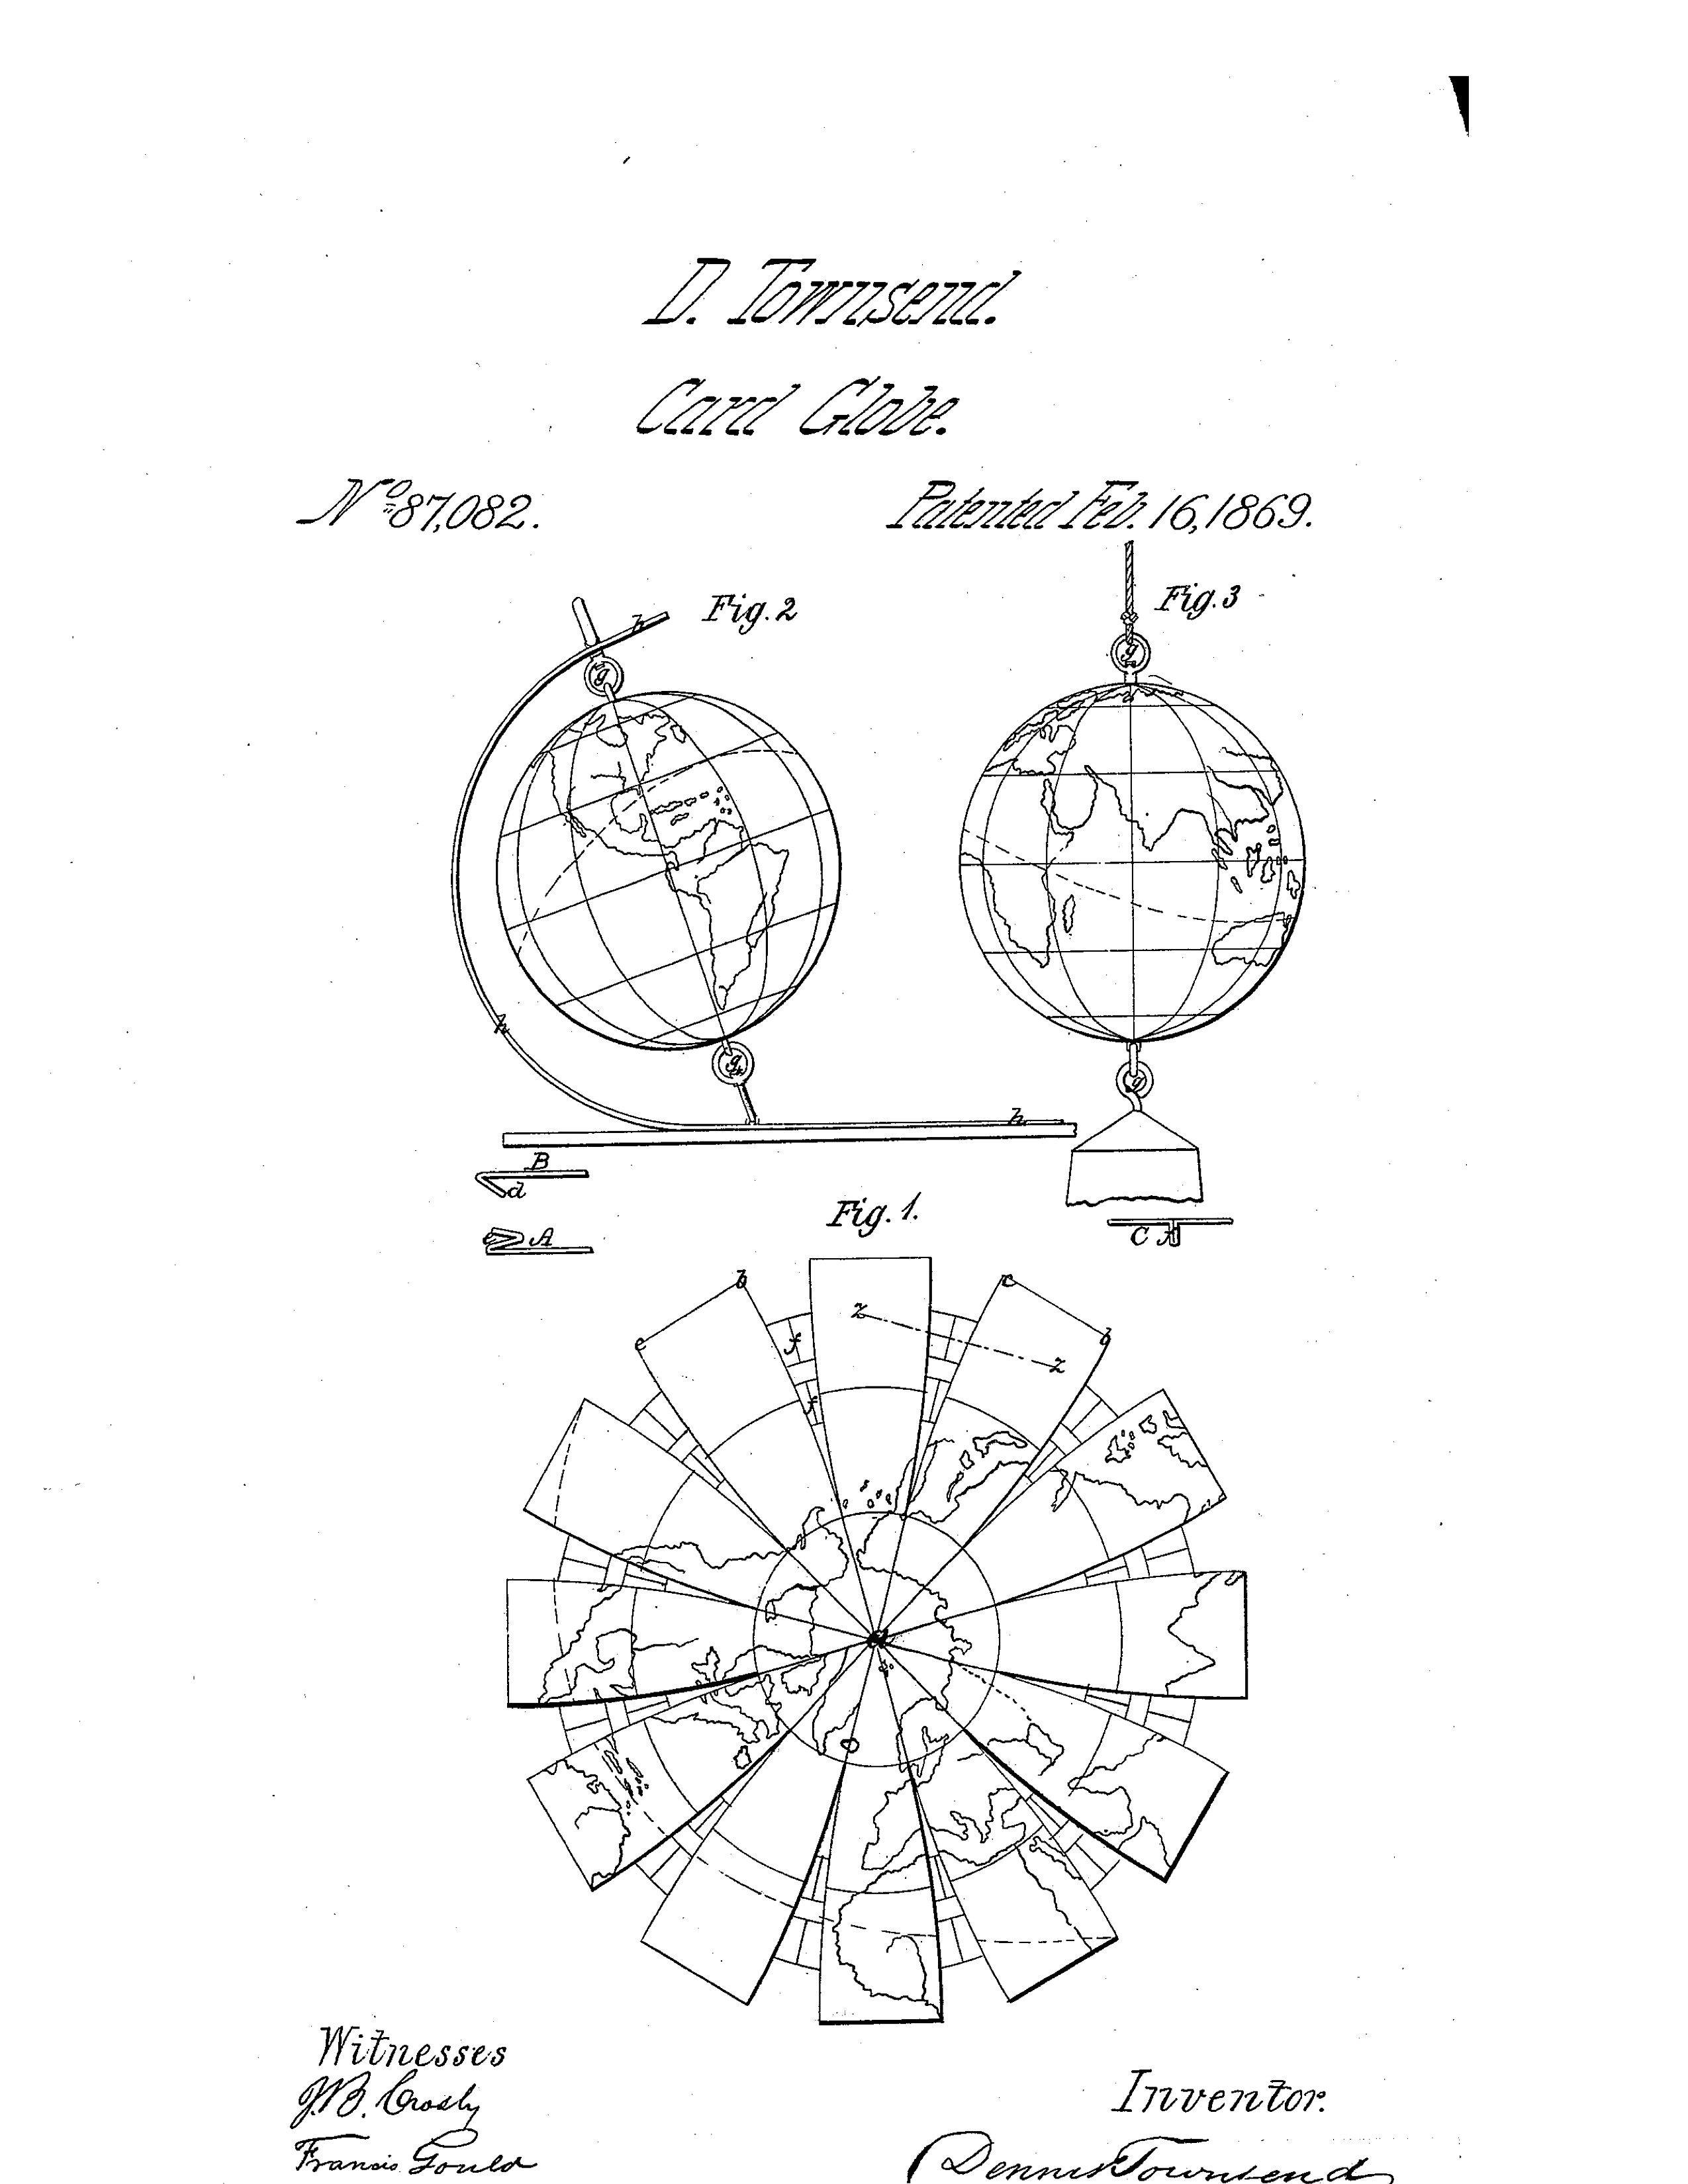 D. Townsend.
Card Globe.
Nº 87,082.
Patented Feb. 16, 1869.
Fig. 2
Fig. 3
h
g
g
h
g
h
g
B
d
A
C
Fig. 1.
b
c
e
f
z
b
z
f
Witnesses
J.B. Crosby
Francis Gould
Inventor.
Dennis Townsend